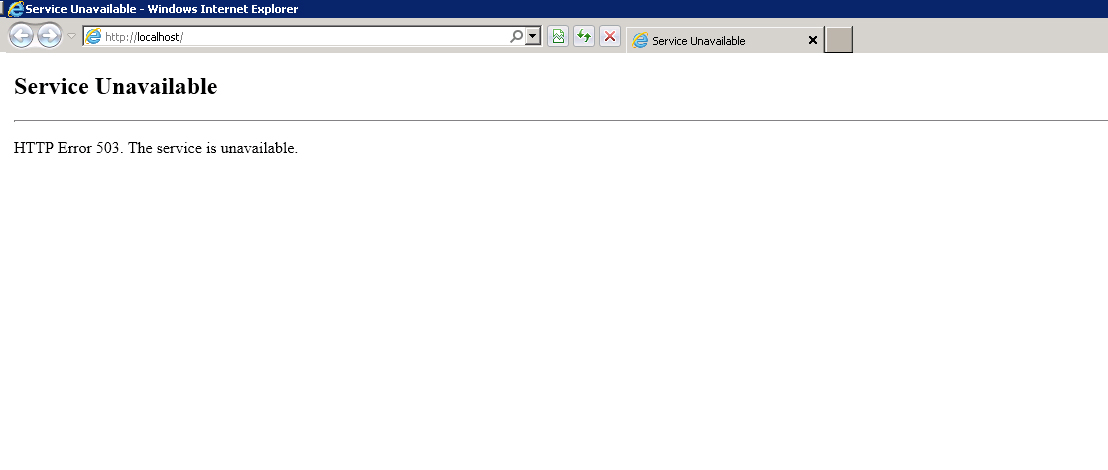 Service Unavailable - Windows Internet Explorer
http://localhost/
Service Unavailable
Service Unavailable
HTTP Error 503. The service is unavailable.